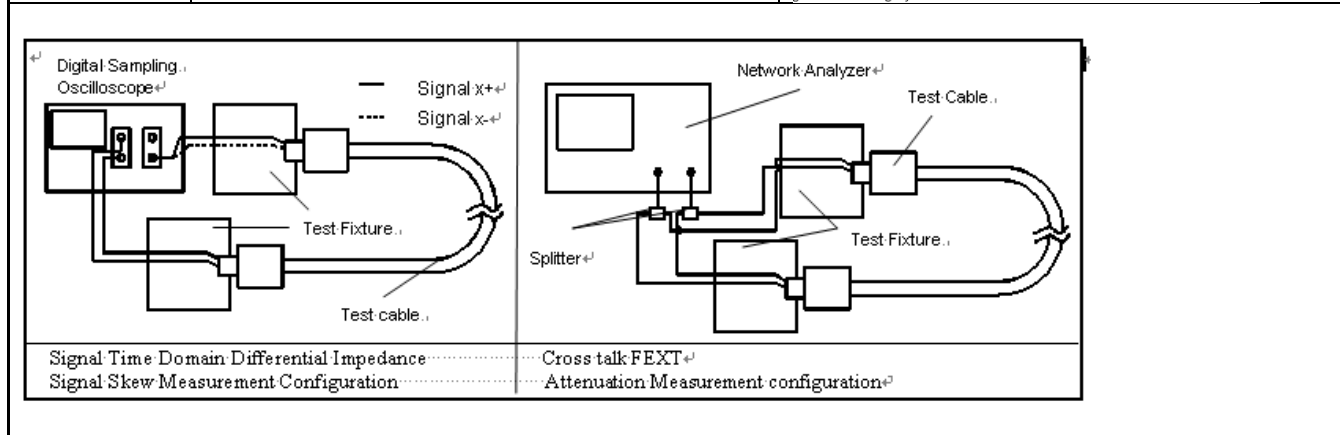 Digital Sampling
Oscilloscope
Signal x+
Signal x-
Test Fixture
Test cable
Network Analyzer
Test Cable
Splitter
Test Fixture
Signal Time Domain Differential Impedance
Signal Skew Measurement Configuration
Cross talk FEXT
Attenuation Measurement configuration